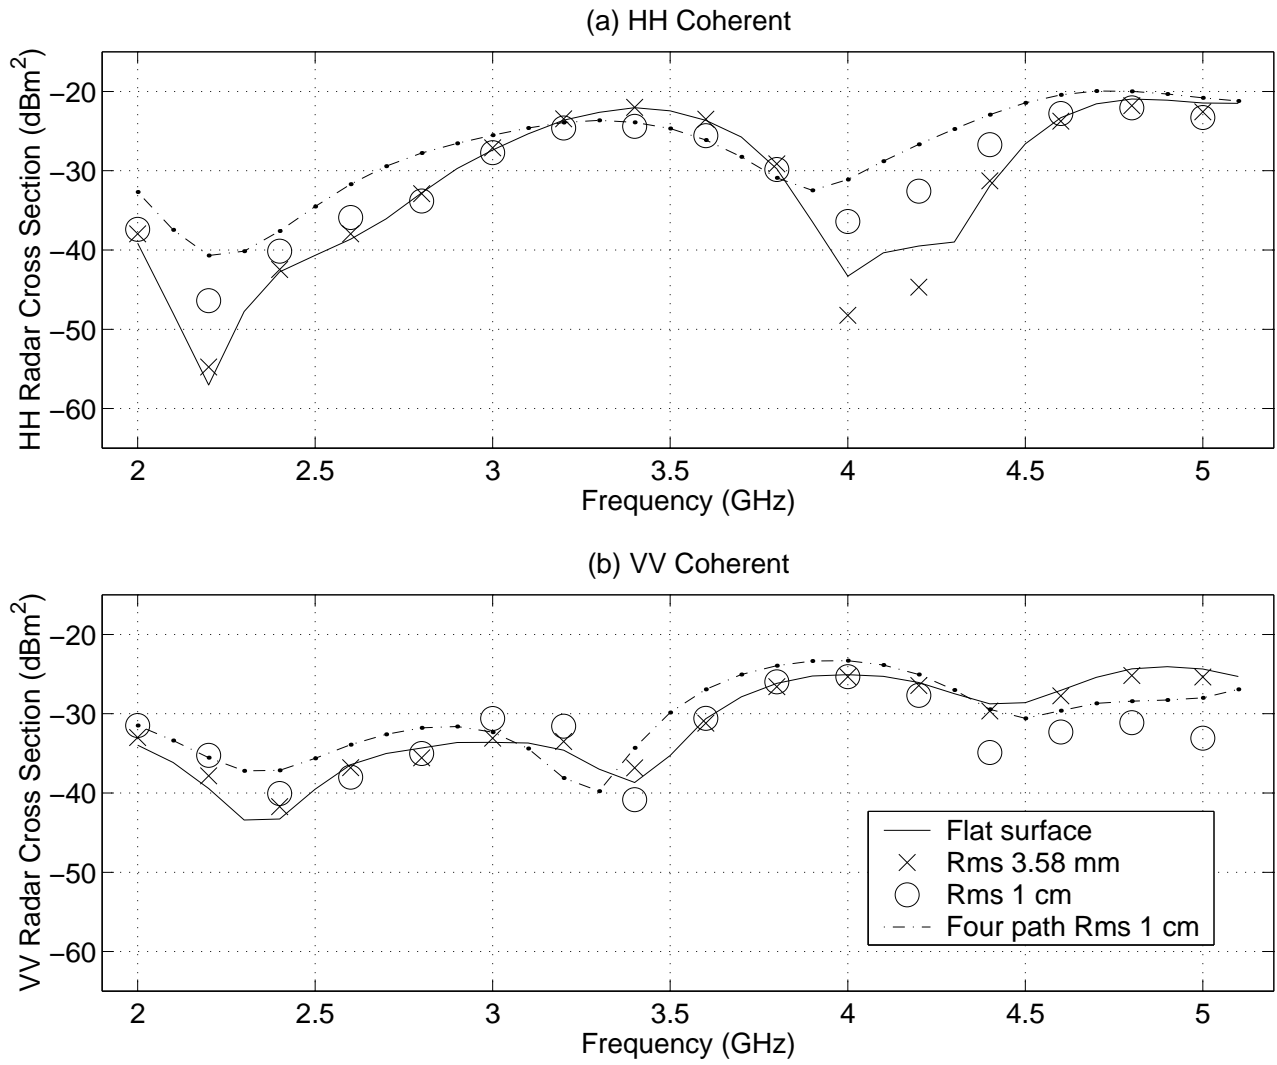 (a) HH Coherent
HH Radar Cross Section (dBm²)
−20
−30
−40
−50
−60
2 2.5 3 3.5 4 4.5 5
Frequency (GHz)
(b) VV Coherent
VV Radar Cross Section (dBm²)
−20
−30
−40
−50
−60
Flat surface
Rms 3.58 mm
Rms 1 cm
Four path Rms 1 cm
2 2.5 3 3.5 4 4.5 5
Frequency (GHz)